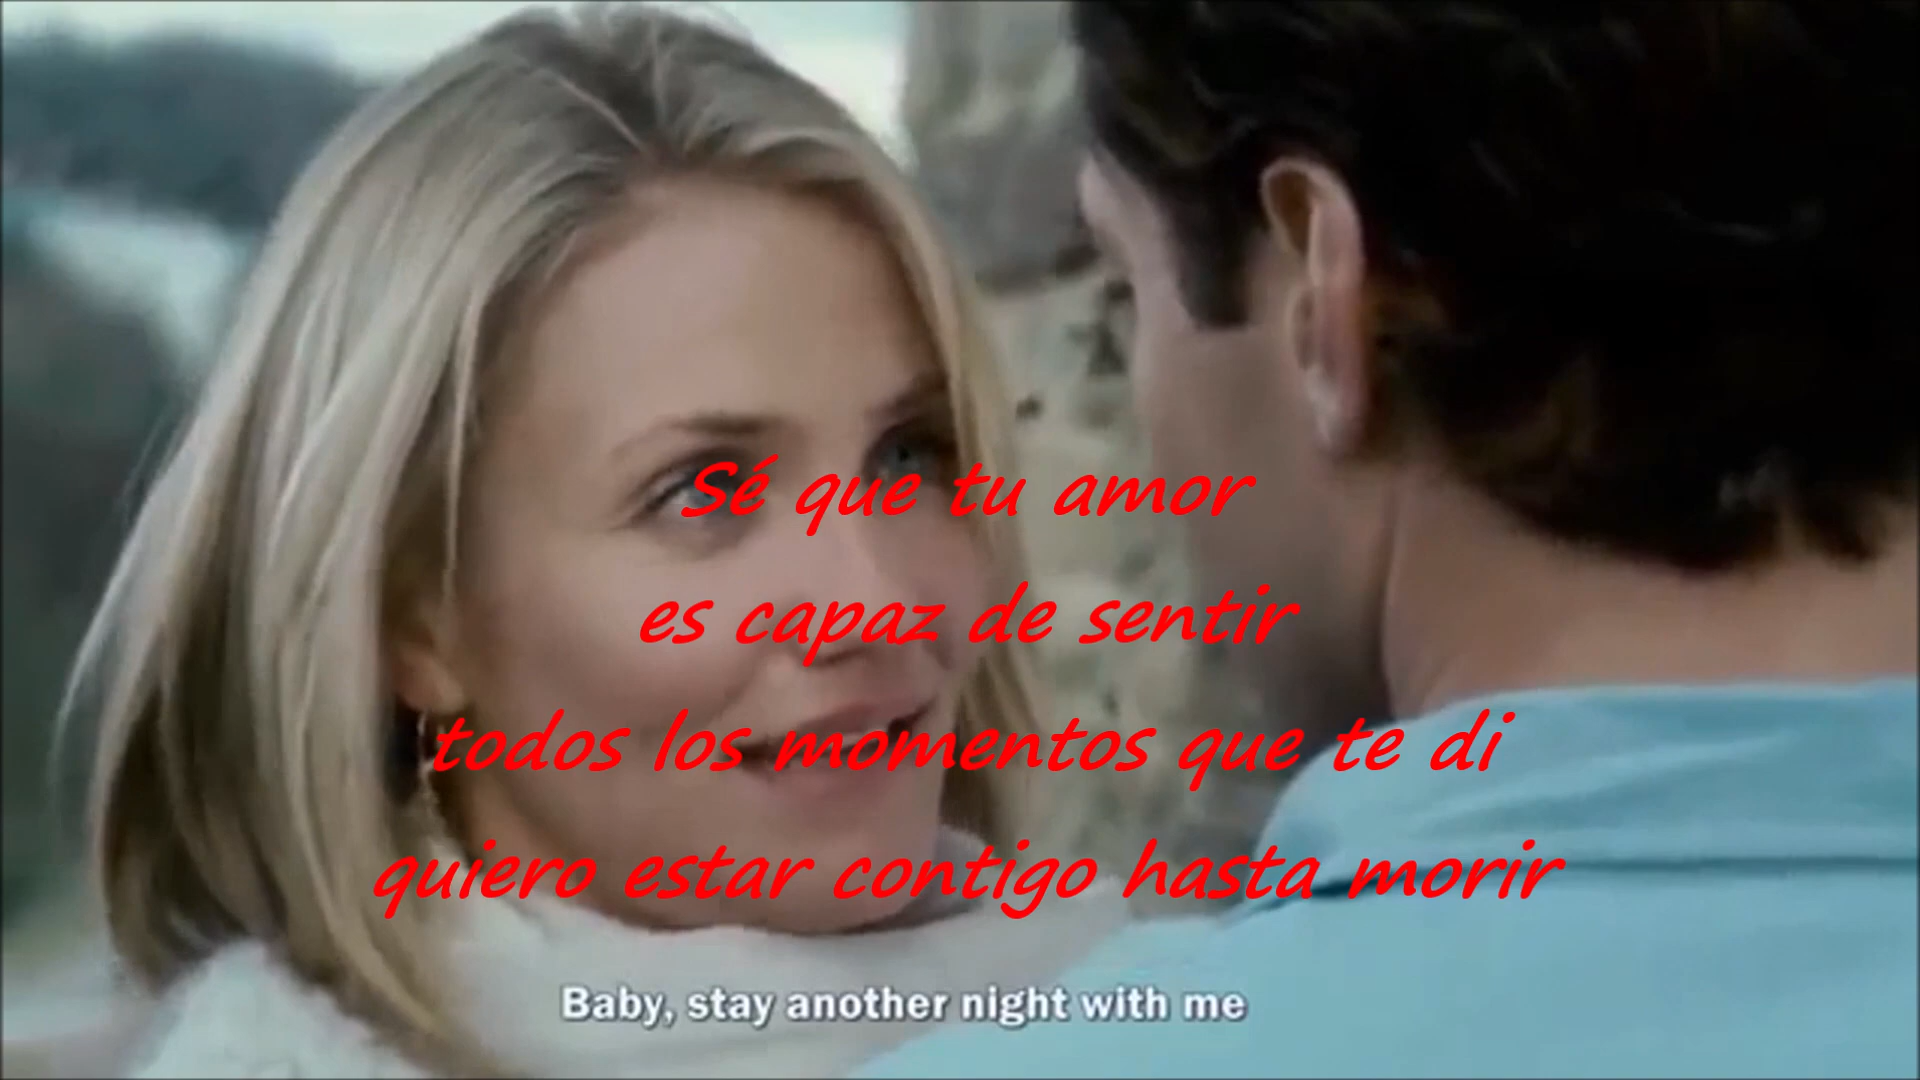 Sé que tu amor
es capaz de sentir
todos los momentos que te di
quiero estar contigo hasta morir
Baby, stay another night with me